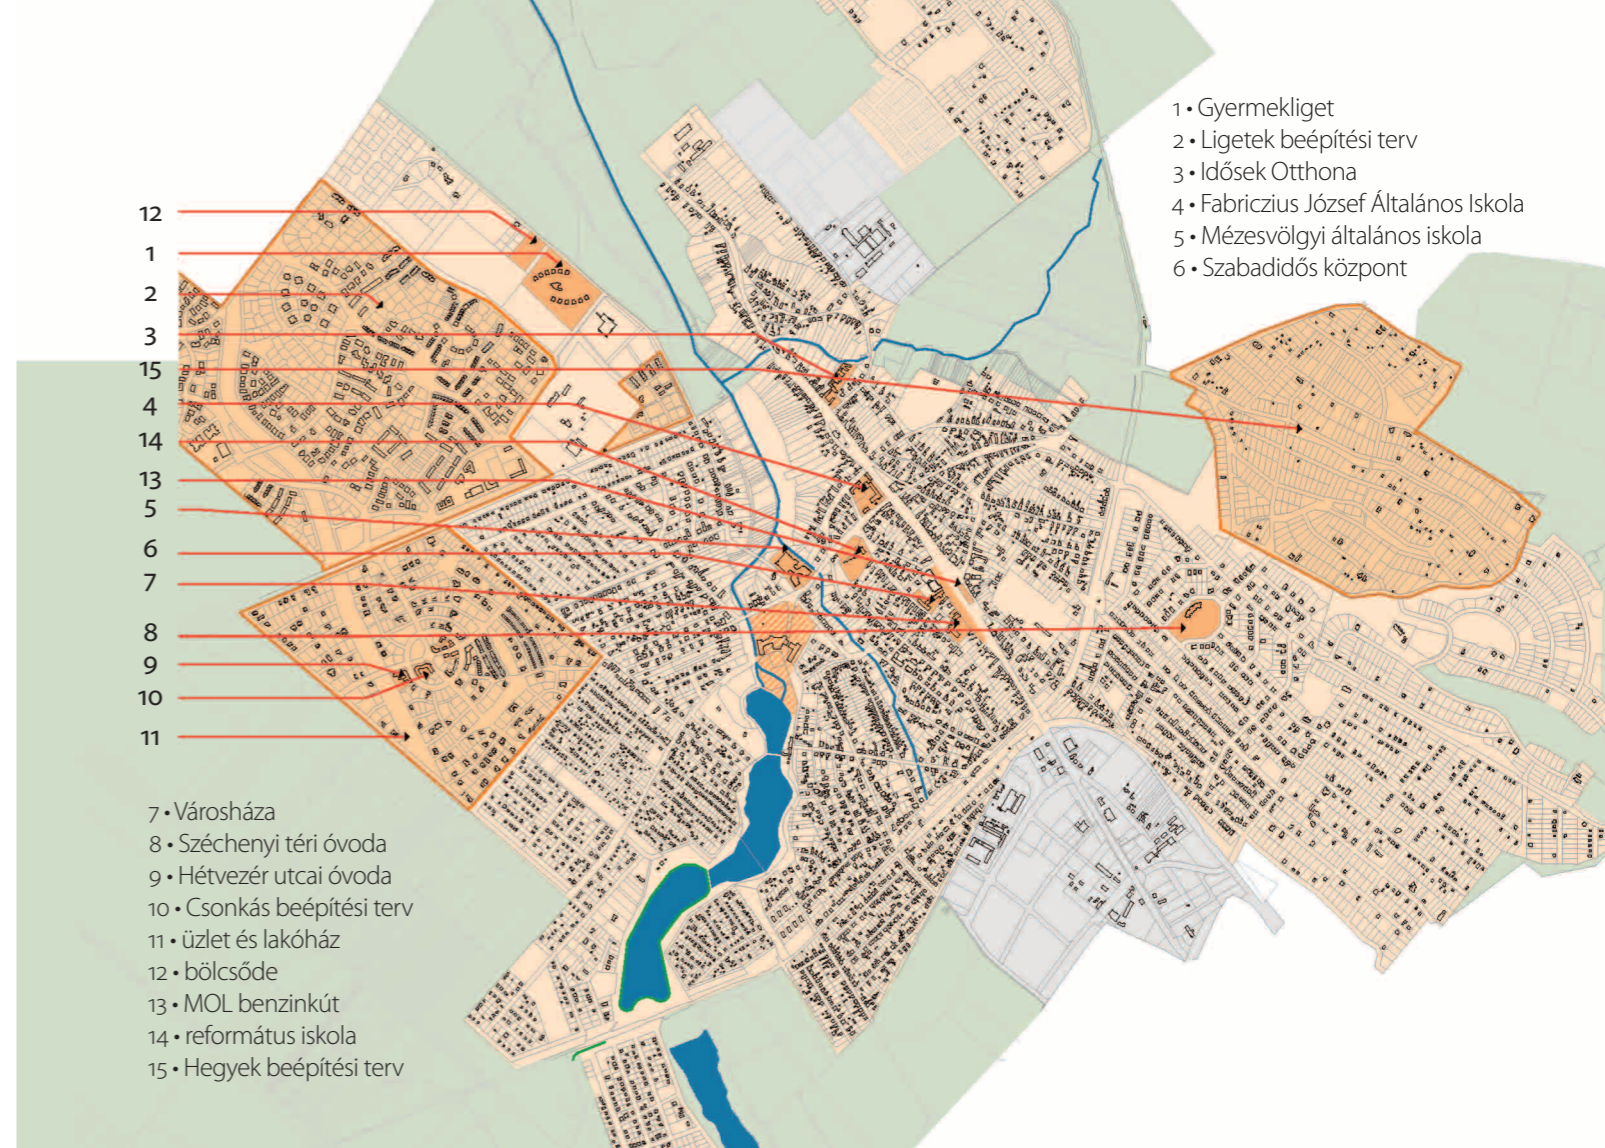 1 • Gyermekliget
2 • Ligetek beépítési terv
3 • Idősek Otthona
4 • Fabriczius József Általános Iskola
5 • Mézesvölgyi általános iskola
6 • Szabadidős központ
12
1
2
3
15
4
14
13
5
6
7
8
9
10
11
7 • Városháza
8 • Széchenyi téri óvoda
9 • Hétvezér utcai óvoda
10 • Csonkás beépítési terv
11 • üzlet és lakóház
12 • bölcsőde
13 • MOL benzinkút
14 • református iskola
15 • Hegyek beépítési terv